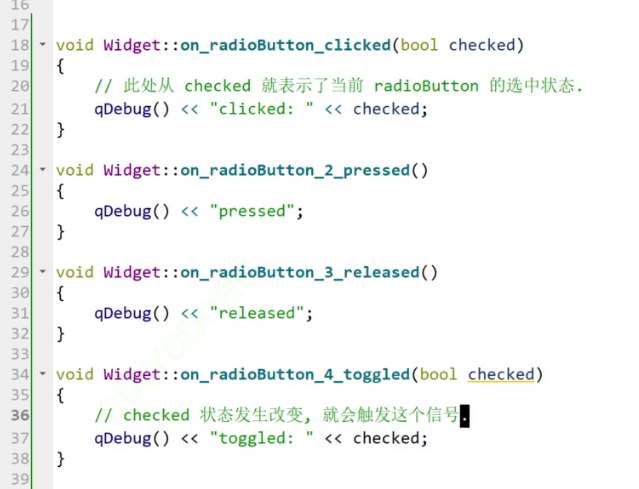 16
17
18 void Widget::on_radioButton_clicked(bool checked)
19 {
20 // 此处从 checked 就表示了当前 radioButton 的选中状态.
21 qDebug() << "clicked: " << checked;
22 }
23
24 void Widget::on_radioButton_2_pressed()
25 {
26 qDebug() << "pressed";
27 }
28
29 void Widget::on_radioButton_3_released()
30 {
31 qDebug() << "released";
32 }
33
34 void Widget::on_radioButton_4_toggled(bool checked)
35 {
36 // checked 状态发生改变, 就会触发这个信号.
37 qDebug() << "toggled: " << checked;
38 }
39